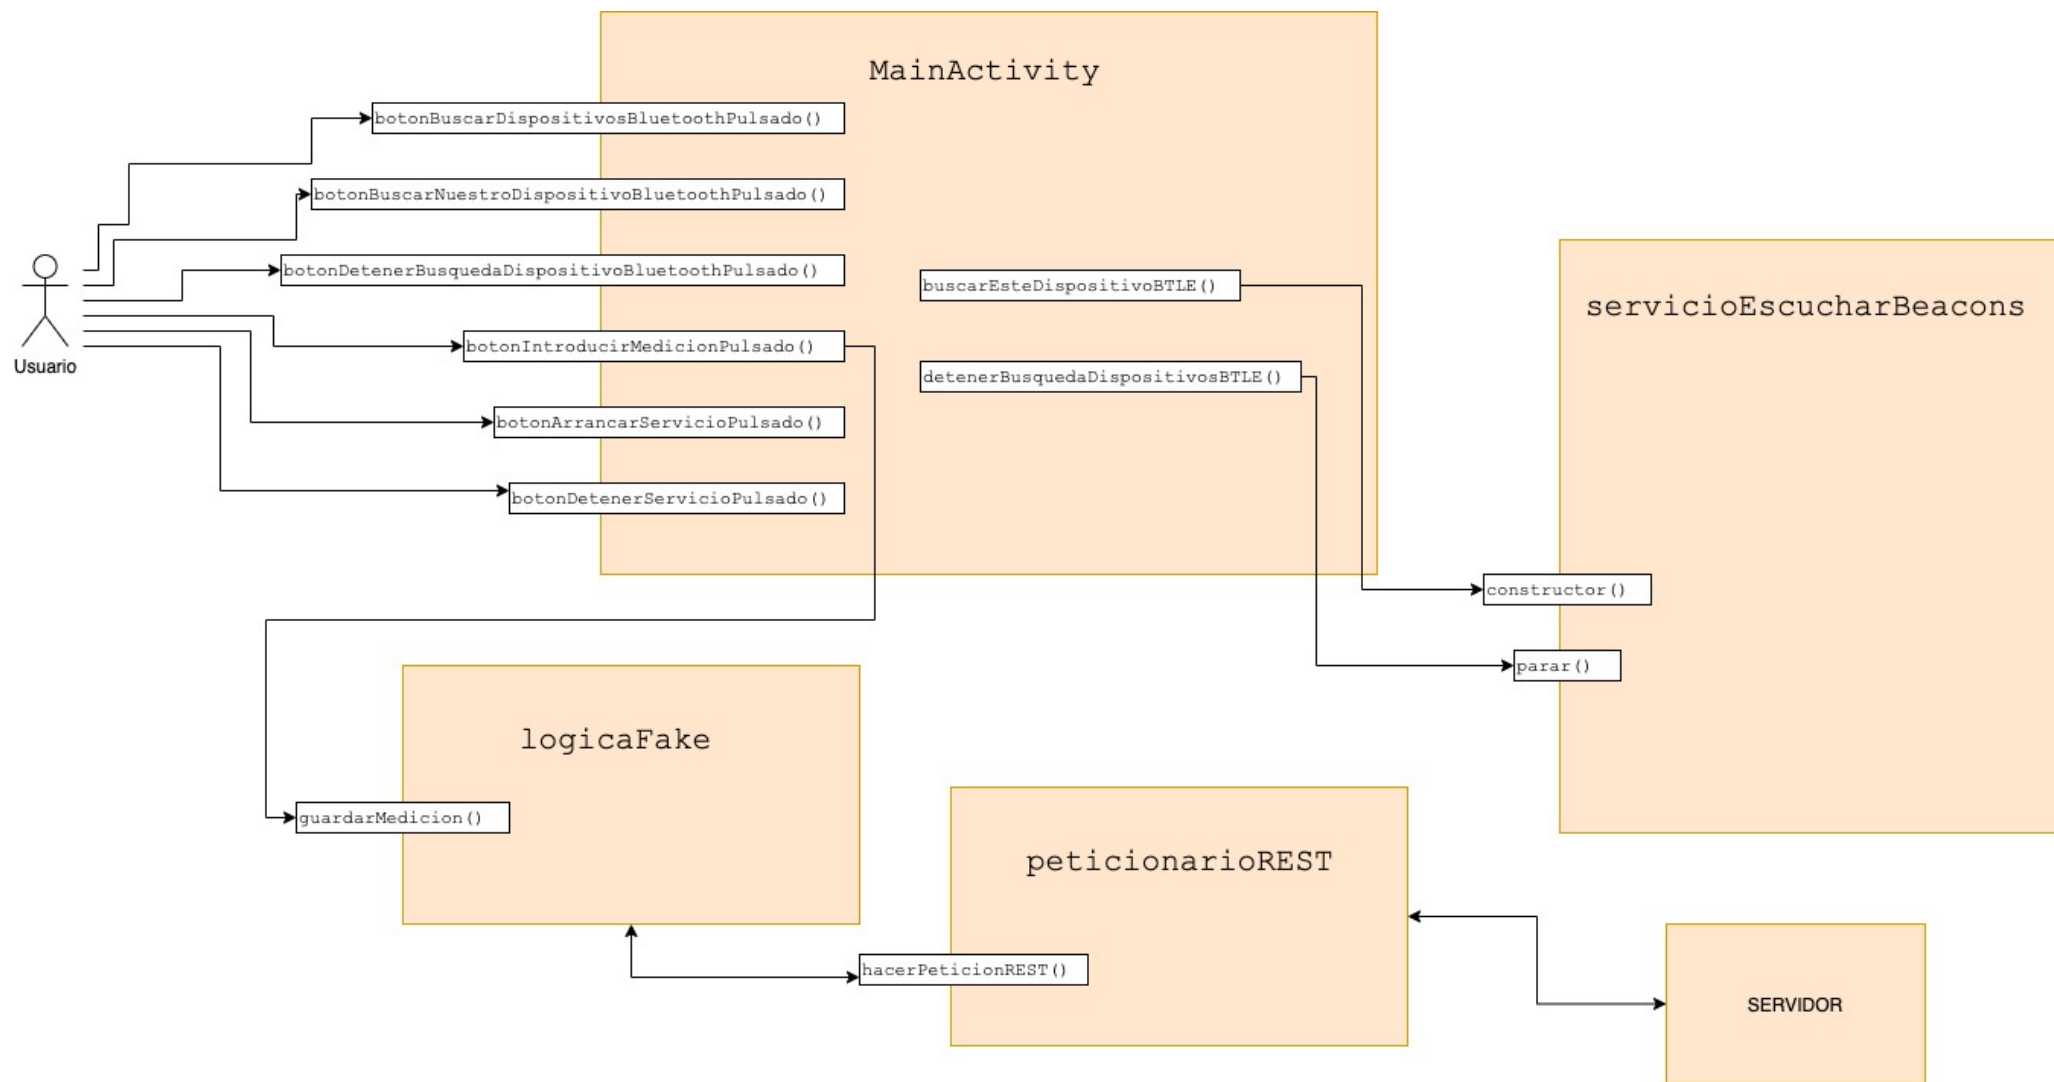 MainActivity
botonBuscarDispositivosBluetoothPulsado()
botonBuscarNuestroDispositivoBluetoothPulsado()
botonDetenerBusquedaDispositivoBluetoothPulsado()
buscarEsteDispositivoBTLE()
servicioEscucharBeacons
botonIntroducirMedicionPulsado()
Usuario
detenerBusquedaDispositivosBTLE()
botonArrancarServicioPulsado()
botonDetenerServicioPulsado()
constructor()
parar()
logicaFake
guardarMedicion()
peticionarioREST
hacerPeticionREST()
SERVIDOR